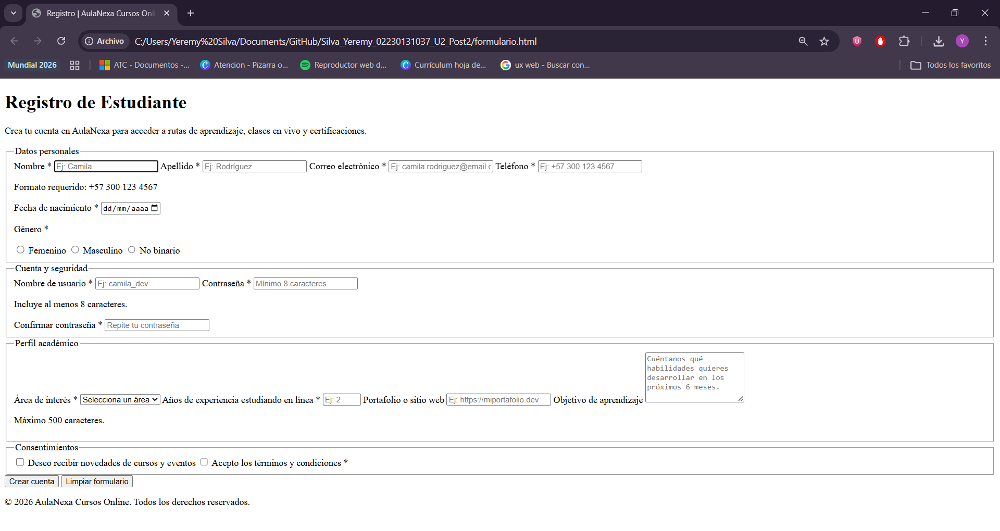 Registro | AulaNexa Cursos Onli
Archivo C:/Users/Yeremy%20Silva/Documents/GitHub/Silva_Yeremy_02230131037_U2_Post2/formulario.html Y
Mundial 2026 ATC - Documentos -... Atencion - Pizarra o... Reproductor web d... Currículum hoja de... ux web - Buscar con... Todos los favoritos
Registro de Estudiante
Crea tu cuenta en AulaNexa para acceder a rutas de aprendizaje, clases en vivo y certificaciones.
Datos personales
Nombre * Ej: Camila Apellido * Ej: Rodríguez Correo electrónico * Ej: camila.rodriguez@email.c Teléfono * Ej: +57 300 123 4567
Formato requerido: +57 300 123 4567
Fecha de nacimiento * dd/mm/aaaa
Género *
Femenino Masculino No binario
Cuenta y seguridad
Nombre de usuario * Ej: camila_dev Contraseña * Mínimo 8 caracteres
Incluye al menos 8 caracteres.
Confirmar contraseña * Repite tu contraseña
Perfil académico
Cuéntanos qué
habilidades quieres
desarrollar en los
próximos 6 meses.
Área de interés * Selecciona un área Años de experiencia estudiando en línea * Ej: 2 Portafolio o sitio web Ej: https://miportafolio.dev Objetivo de aprendizaje
Máximo 500 caracteres.
Consentimientos
Deseo recibir novedades de cursos y eventos Acepto los términos y condiciones *
Crear cuenta Limpiar formulario
© 2026 AulaNexa Cursos Online. Todos los derechos reservados.